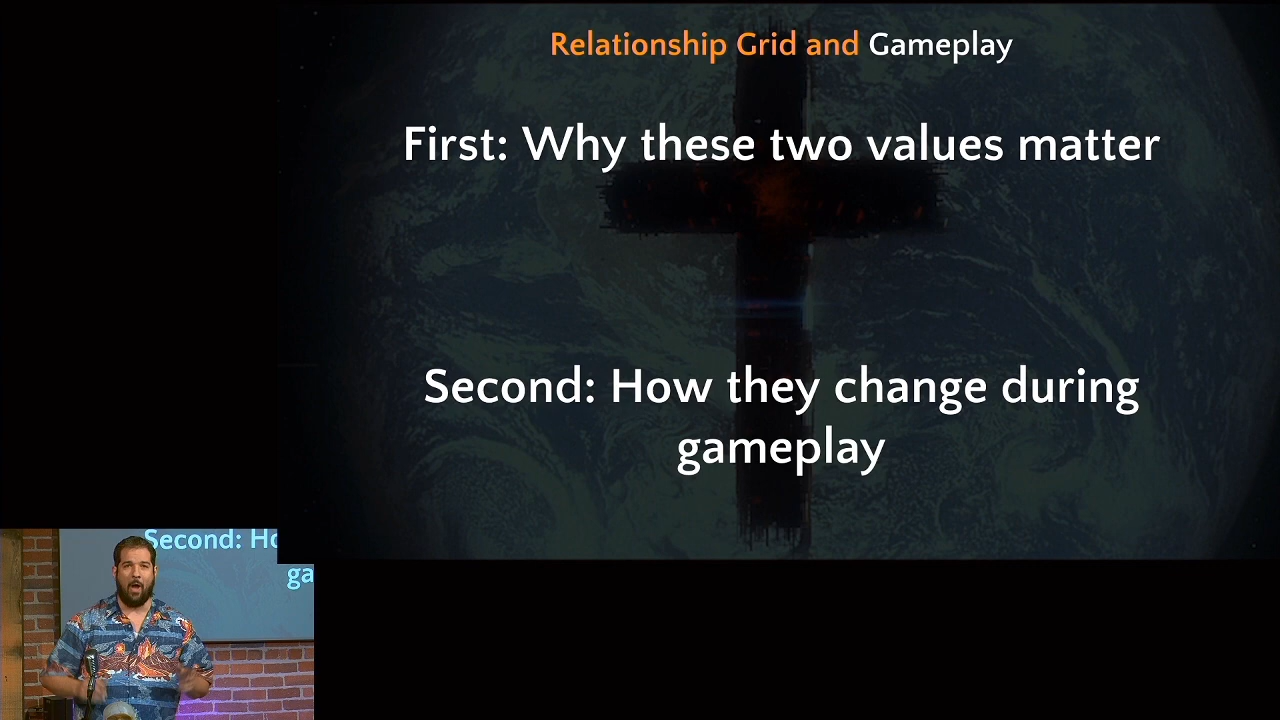 Relationship Grid and Gameplay
First: Why these two values matter
Second: How they change during
gameplay
Second: Ho
ga